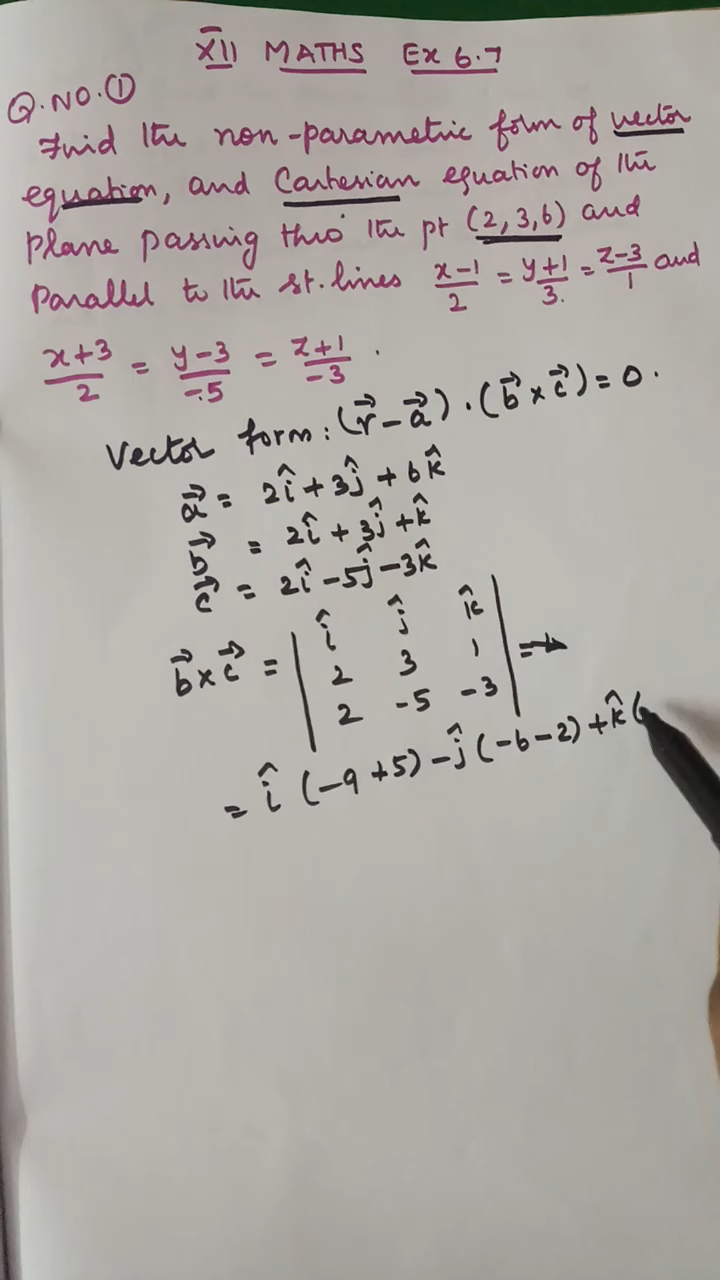 XII MATHS Ex 6.7
Q.NO.①
Find the non-parametric form of vector
equation, and Cartesian equation of the
plane passing thro' the pt (2,3,6) and
parallel to the st.lines x-1/2 = y+1/3. = z-3/1 and
x+3/2 = y-3/-5 = z+1/-3 .
Vector form: (r⃗ - a⃗) · (b⃗ × c⃗) = 0.
a⃗ = 2î + 3ĵ + 6k̂
b⃗ = 2î + 3ĵ + k̂
c⃗ = 2î - 5ĵ - 3k̂
b⃗ × c⃗ = | î ĵ k̂ | =
2 3 1
2 -5 -3
= î (-9 + 5) - ĵ (-6 - 2) + k̂ (